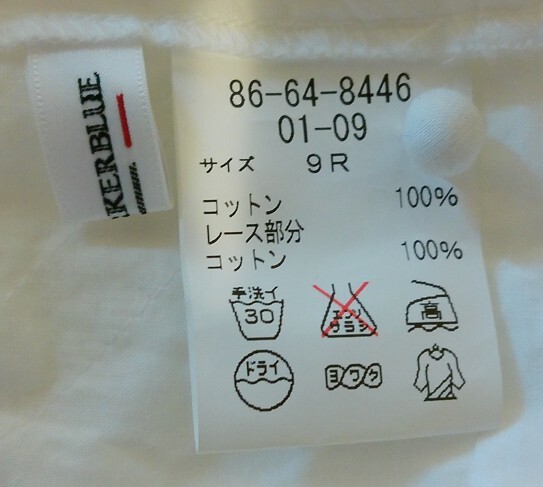 KERBLUE
86-64-8446
01-09
サイズ 9R
コットン 100%
レース部分
コットン 100%
手洗イ
30
エンソ
サラシ
高
ドライ
ヨワク